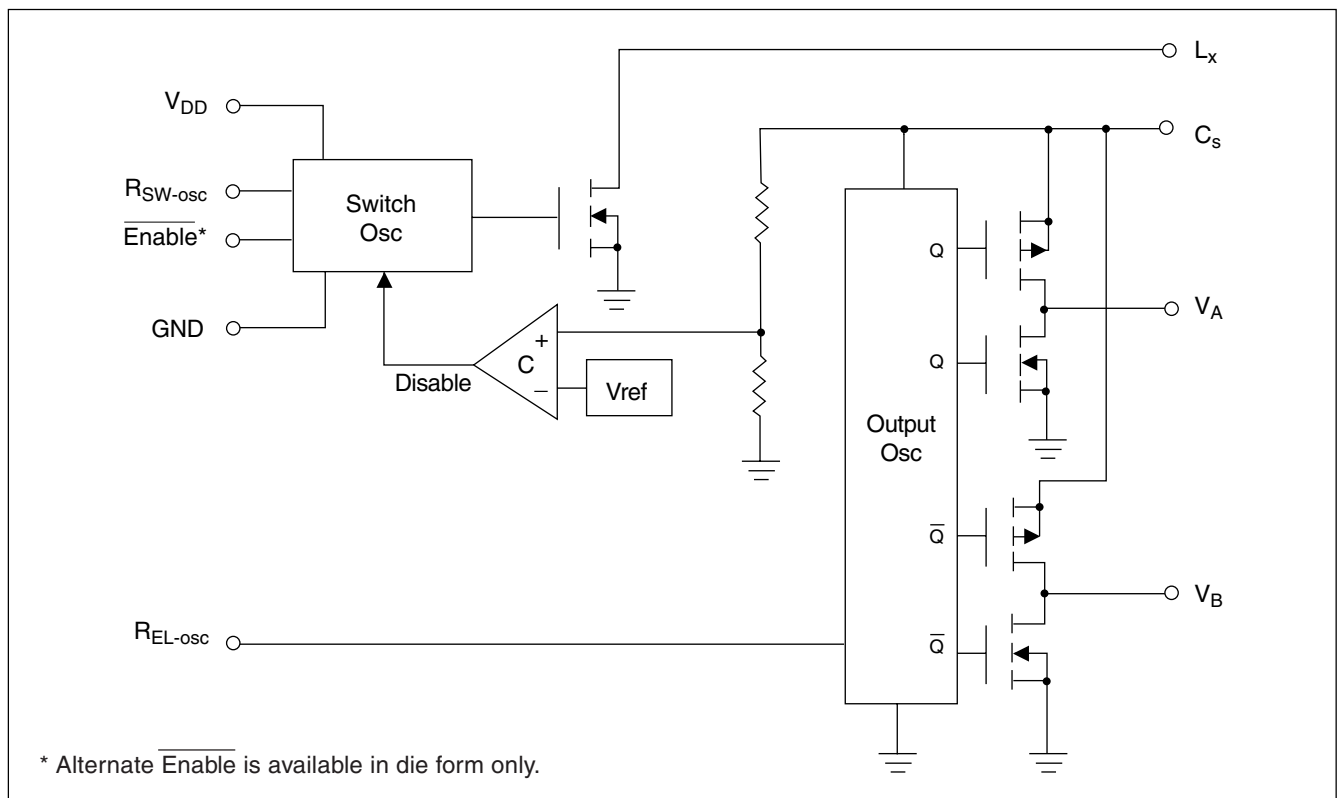 Lx
VDD
Cs
RSW-osc
Switch
Osc
Enable*
Q
GND
VA
+
C
−
Q
Disable
Vref
Output
Osc
Q̅
VB
REL-osc
Q̅
* Alternate Enable is available in die form only.